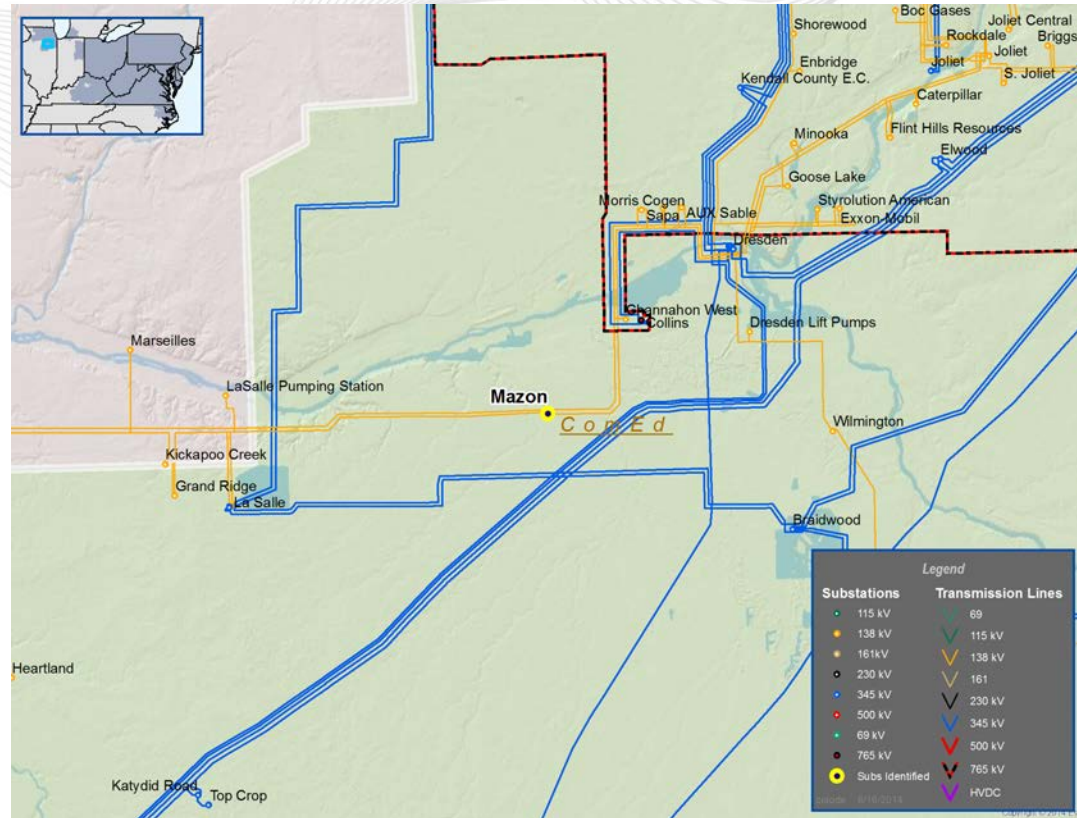 Shorewood
Boc Gases
Joliet Central
Rockdale
Briggs
Joliet
Enbridge
Joliet
S. Joliet
Kendall County E.C.
Caterpillar
Minooka
Flint Hills Resources
Elwood
Goose Lake
Morris Cogen
Styrolution American
Sapa
AUX Sable
Exxon Mobil
Dresden
Channahon West
Collins
Dresden Lift Pumps
Marseilles
LaSalle Pumping Station
Mazon
ComEd
Wilmington
Kickapoo Creek
Grand Ridge
La Salle
Braidwood
Heartland
Katydid Road
Top Crop
Legend
Substations
115 kV
138 kV
161kV
230 kV
345 kV
500 kV
69 kV
765 kV
Subs Identified
Transmission Lines
69
115 kV
138 kV
161
230 kV
345 kV
500 kV
765 kV
HVDC